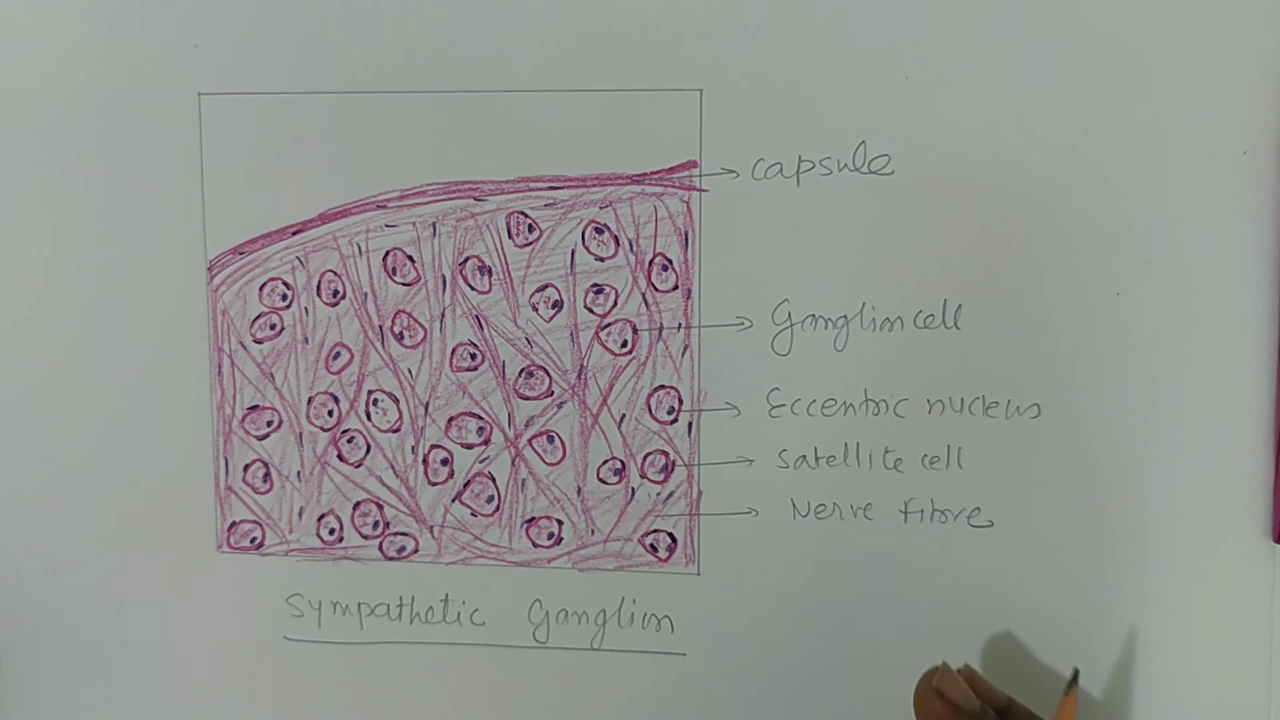 capsule
Ganglion cell
Eccentric nucleus
satellite cell
Nerve fibre
Sympathetic Ganglion